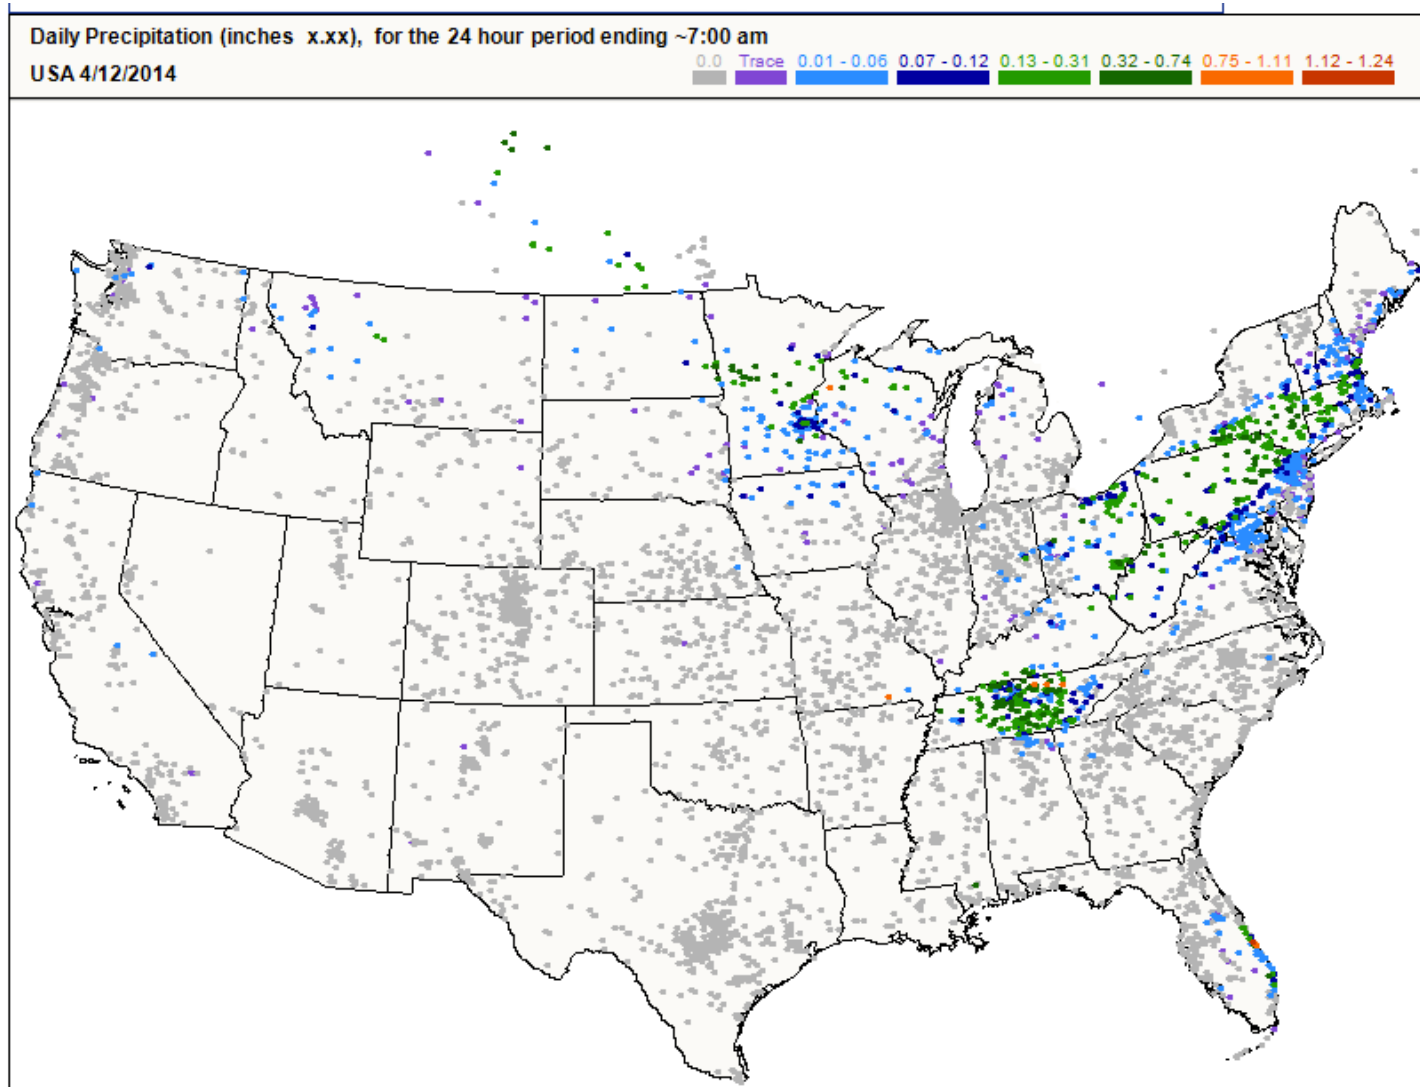 Daily Precipitation (inches x.xx), for the 24 hour period ending ~7:00 am
USA 4/12/2014
0.0 Trace 0.01 - 0.06 0.07 - 0.12 0.13 - 0.31 0.32 - 0.74 0.75 - 1.11 1.12 - 1.24